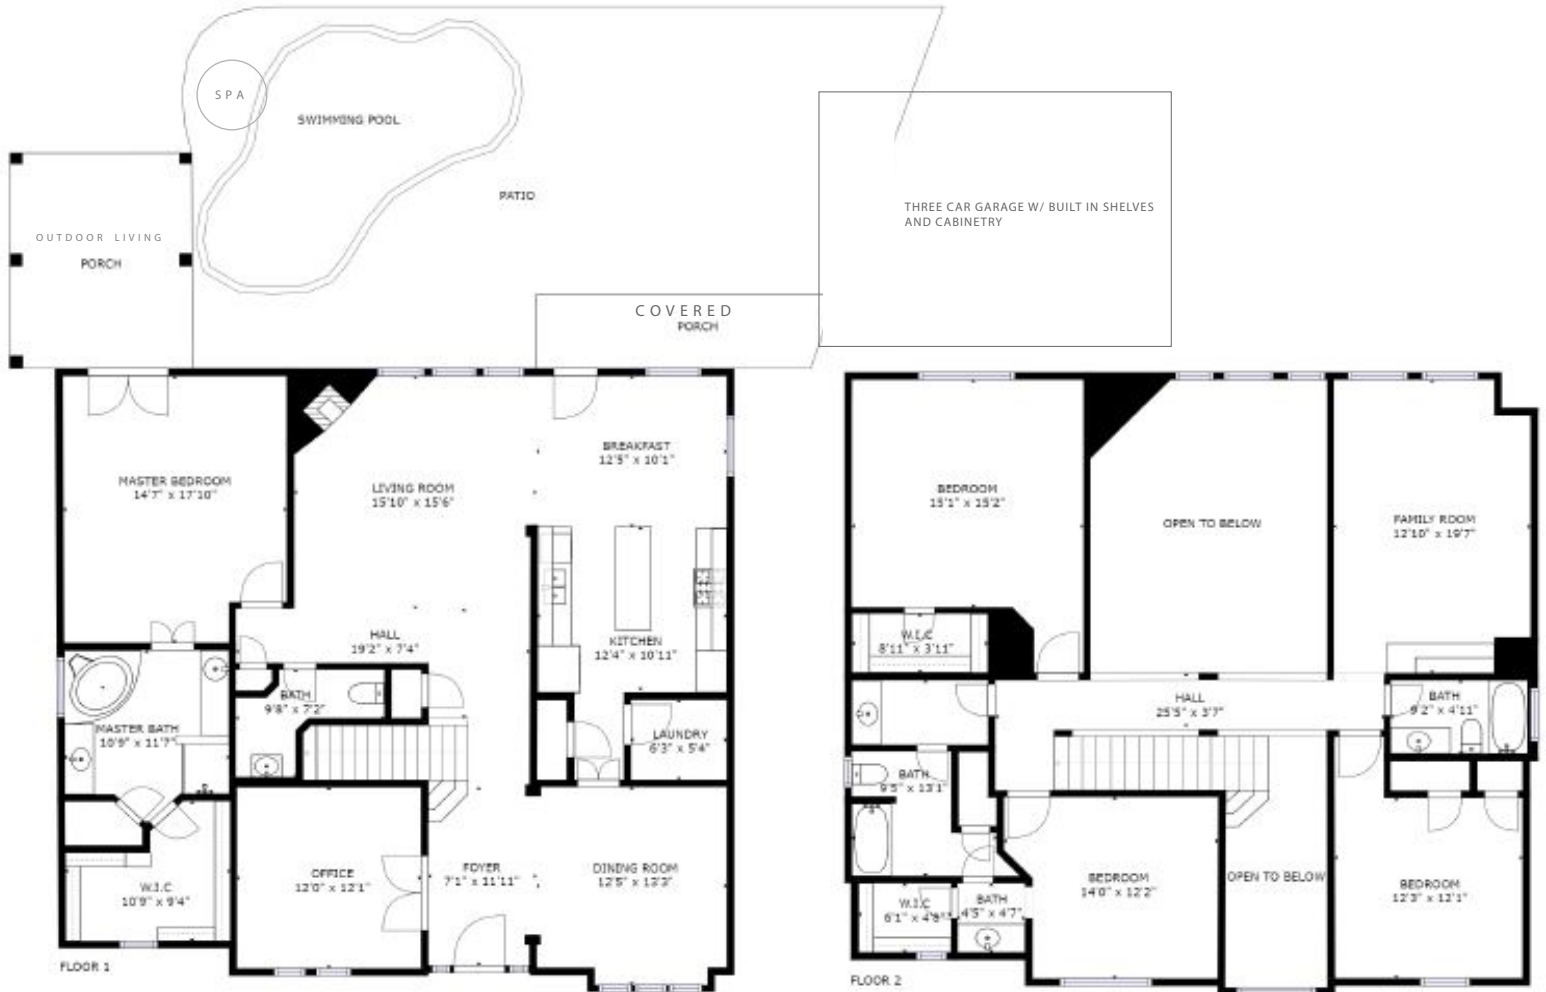 SPA
SWIMMING POOL
PATIO
THREE CAR GARAGE W/ BUILT IN SHELVES
AND CABINETRY
OUTDOOR LIVING
PORCH
COVERED
PORCH
MASTER BEDROOM
14'7" x 17'10"
LIVING ROOM
15'10" x 15'6"
BREAKFAST
12'5" x 10'1"
HALL
19'2" x 7'4"
KITCHEN
12'4" x 10'11"
BATH
9'8" x 7'2"
MASTER BATH
10'9" x 11'7"
LAUNDRY
6'3" x 5'4"
OFFICE
12'0" x 12'1"
FOYER
7'1" x 11'11"
DINING ROOM
12'5" x 13'3"
W.I.C
10'9" x 9'4"
FLOOR 1
BEDROOM
15'1" x 15'2"
OPEN TO BELOW
FAMILY ROOM
12'10" x 19'7"
W.I.C
8'11" x 3'11"
HALL
25'5" x 3'7"
BATH
9'2" x 4'11"
BATH
9'5" x 13'1"
BEDROOM
14'0" x 12'2"
OPEN TO BELOW
BEDROOM
12'3" x 12'1"
W.I.C
6'1" x 4'8"
BATH
4'5" x 4'7"
FLOOR 2